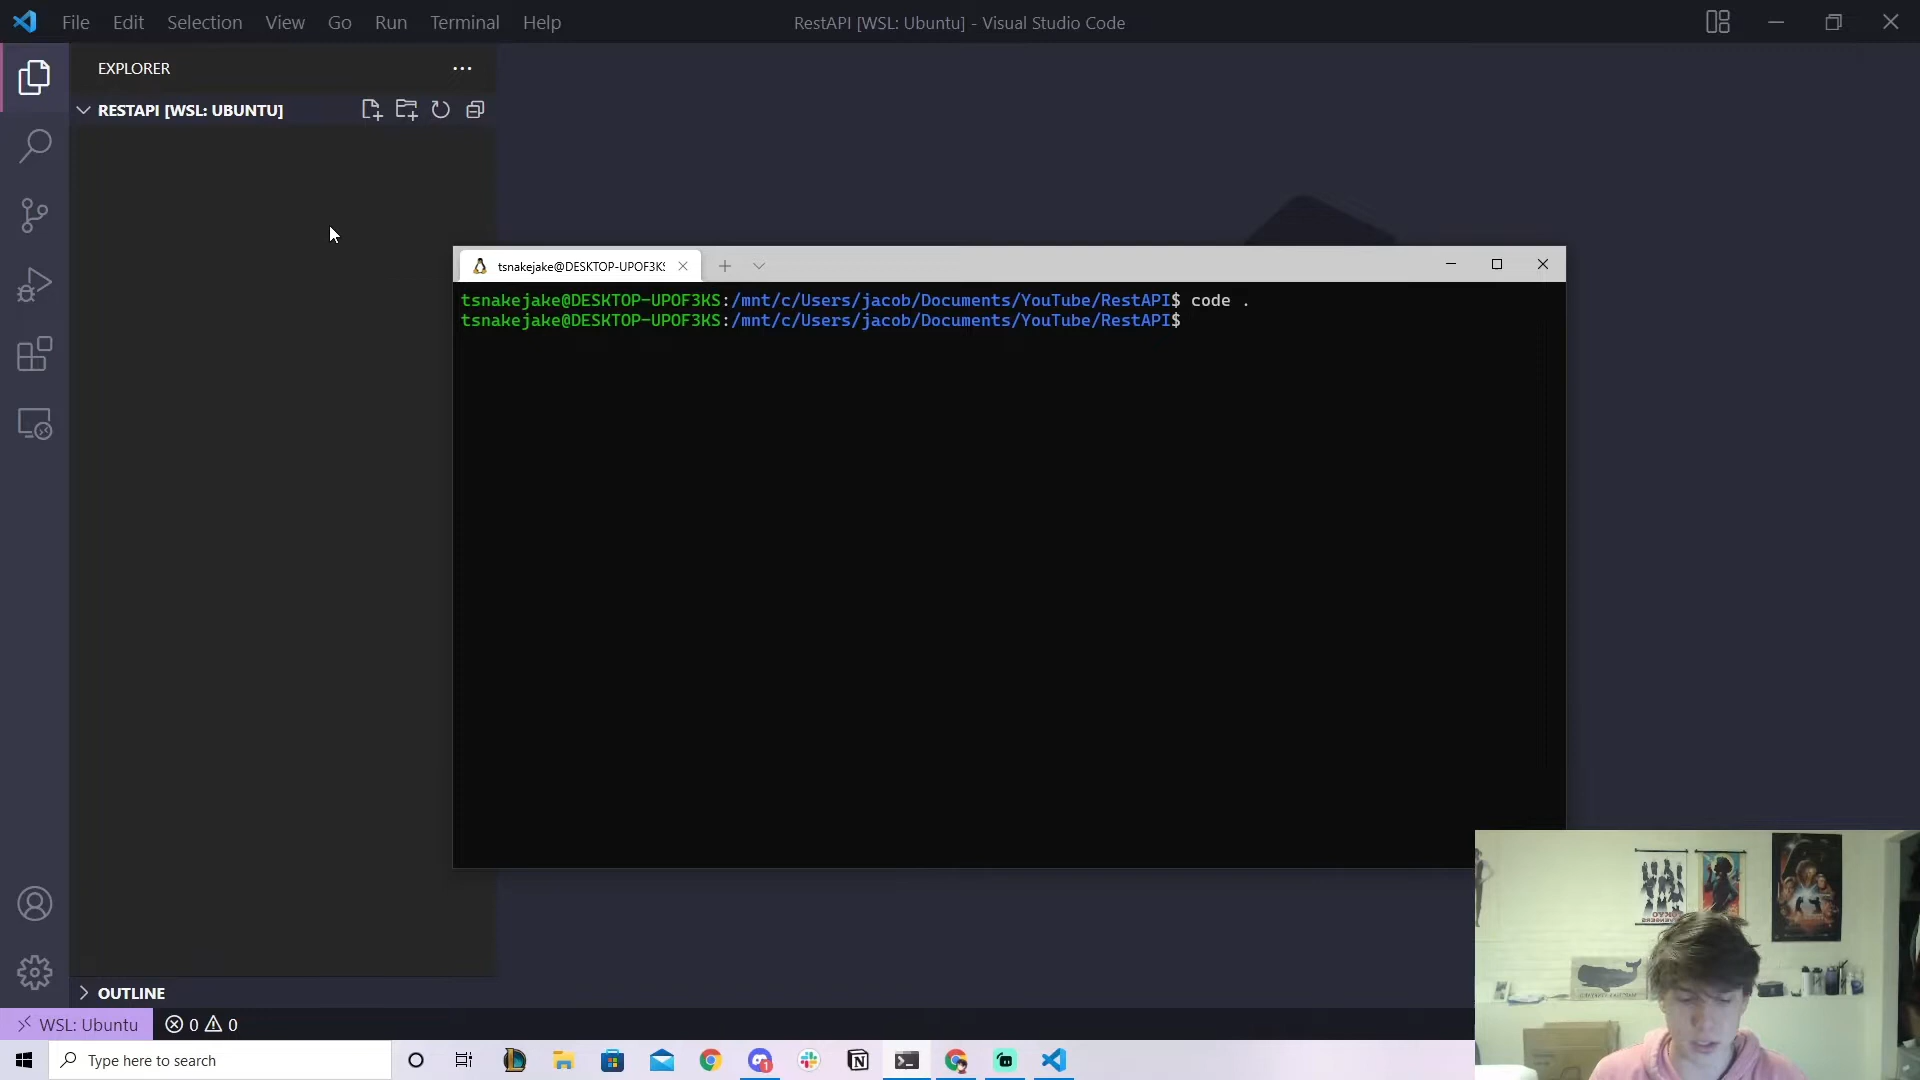 File Edit Selection View Go Run Terminal Help
RestAPI [WSL: Ubuntu] - Visual Studio Code
EXPLORER
RESTAPI [WSL: UBUNTU]
tsnakejake@DESKTOP-UPOF3KS
tsnakejake@DESKTOP-UPOF3KS:/mnt/c/Users/jacob/Documents/YouTube/RestAPI$ code .
tsnakejake@DESKTOP-UPOF3KS:/mnt/c/Users/jacob/Documents/YouTube/RestAPI$
OUTLINE
WSL: Ubuntu 0 0
Type here to search